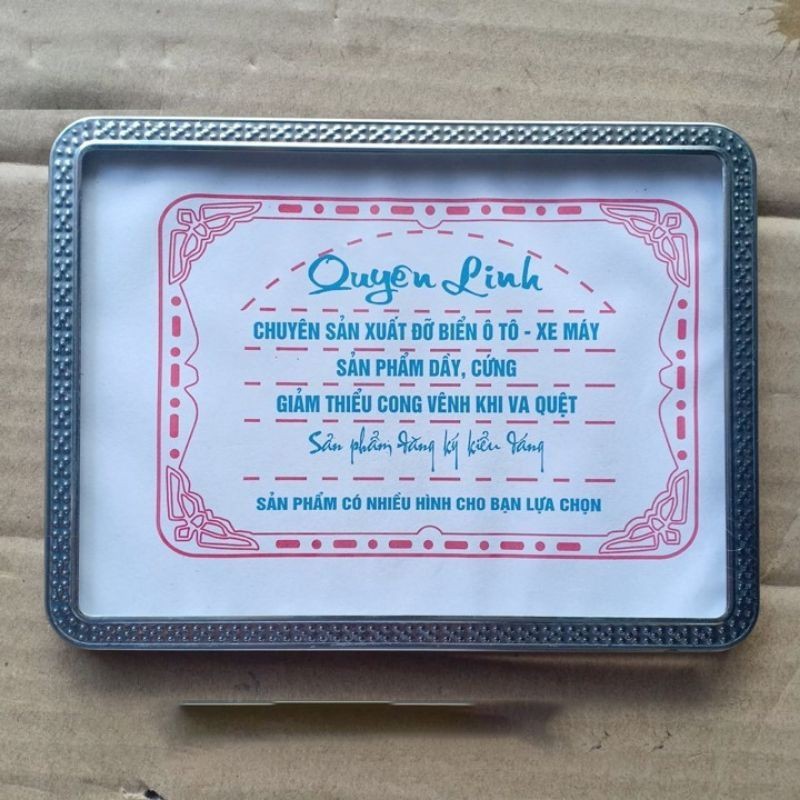 Quyên Linh
CHUYÊN SẢN XUẤT ĐỠ BIỂN Ô TÔ - XE MÁY
SẢN PHẨM DẦY, CỨNG
GIẢM THIỂU CONG VÊNH KHI VA QUỆT
Sản phẩm đăng ký kiểu dáng
SẢN PHẨM CÓ NHIỀU HÌNH CHO BẠN LỰA CHỌN